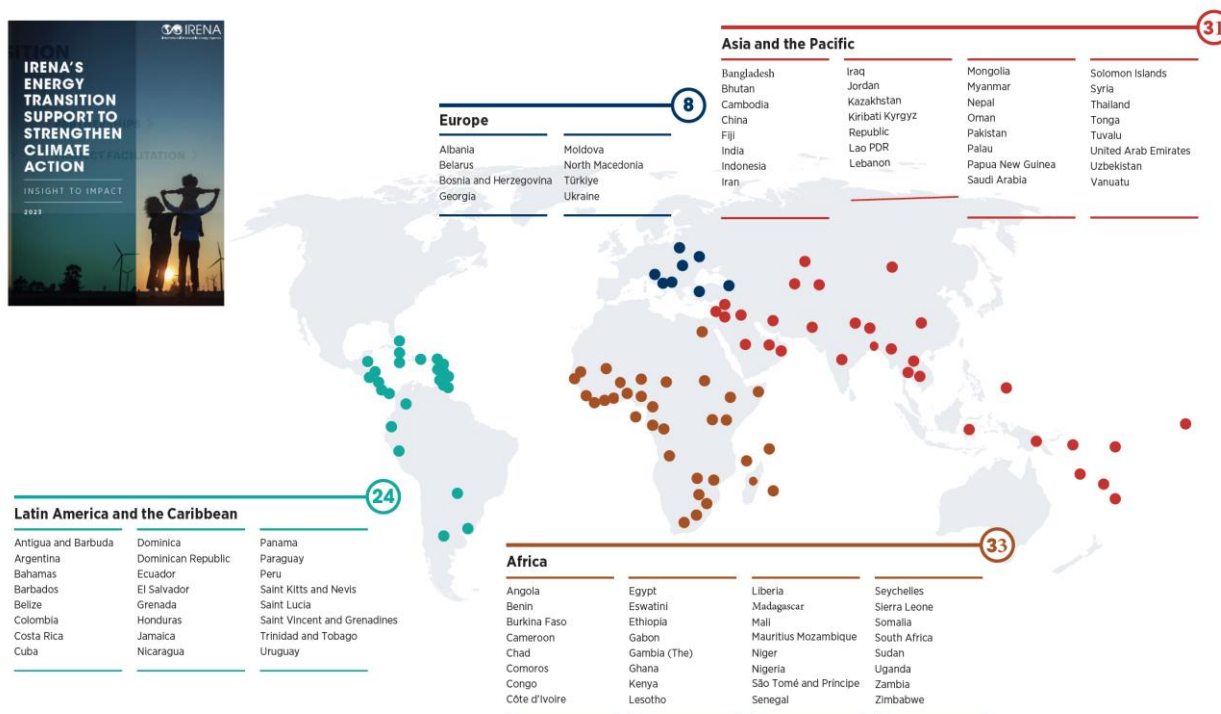 IRENA
IRENA'S
ENERGY
TRANSITION
SUPPORT TO
STRENGTHEN
CLIMATE
ACTION
INSIGHT TO IMPACT
2023
31
Asia and the Pacific
Bangladesh
Bhutan
Cambodia
China
Fiji
India
Indonesia
Iran
Iraq
Jordan
Kazakhstan
Kiribati Kyrgyz
Republic
Lao PDR
Lebanon
Mongolia
Myanmar
Nepal
Oman
Pakistan
Palau
Papua New Guinea
Saudi Arabia
Solomon Islands
Syria
Thailand
Tonga
Tuvalu
United Arab Emirates
Uzbekistan
Vanuatu
8
Europe
Albania
Belarus
Bosnia and Herzegovina
Georgia
Moldova
North Macedonia
Türkiye
Ukraine
24
Latin America and the Caribbean
Antigua and Barbuda
Argentina
Bahamas
Barbados
Belize
Colombia
Costa Rica
Cuba
Dominica
Dominican Republic
Ecuador
El Salvador
Grenada
Honduras
Jamaica
Nicaragua
Panama
Paraguay
Peru
Saint Kitts and Nevis
Saint Lucia
Saint Vincent and Grenadines
Trinidad and Tobago
Uruguay
33
Africa
Angola
Benin
Burkina Faso
Cameroon
Chad
Comoros
Congo
Côte d'Ivoire
Egypt
Eswatini
Ethiopia
Gabon
Gambia (The)
Ghana
Kenya
Lesotho
Liberia
Madagascar
Mali
Mauritius Mozambique
Niger
Nigeria
São Tomé and Príncipe
Senegal
Seychelles
Sierra Leone
Somalia
South Africa
Sudan
Uganda
Zambia
Zimbabwe